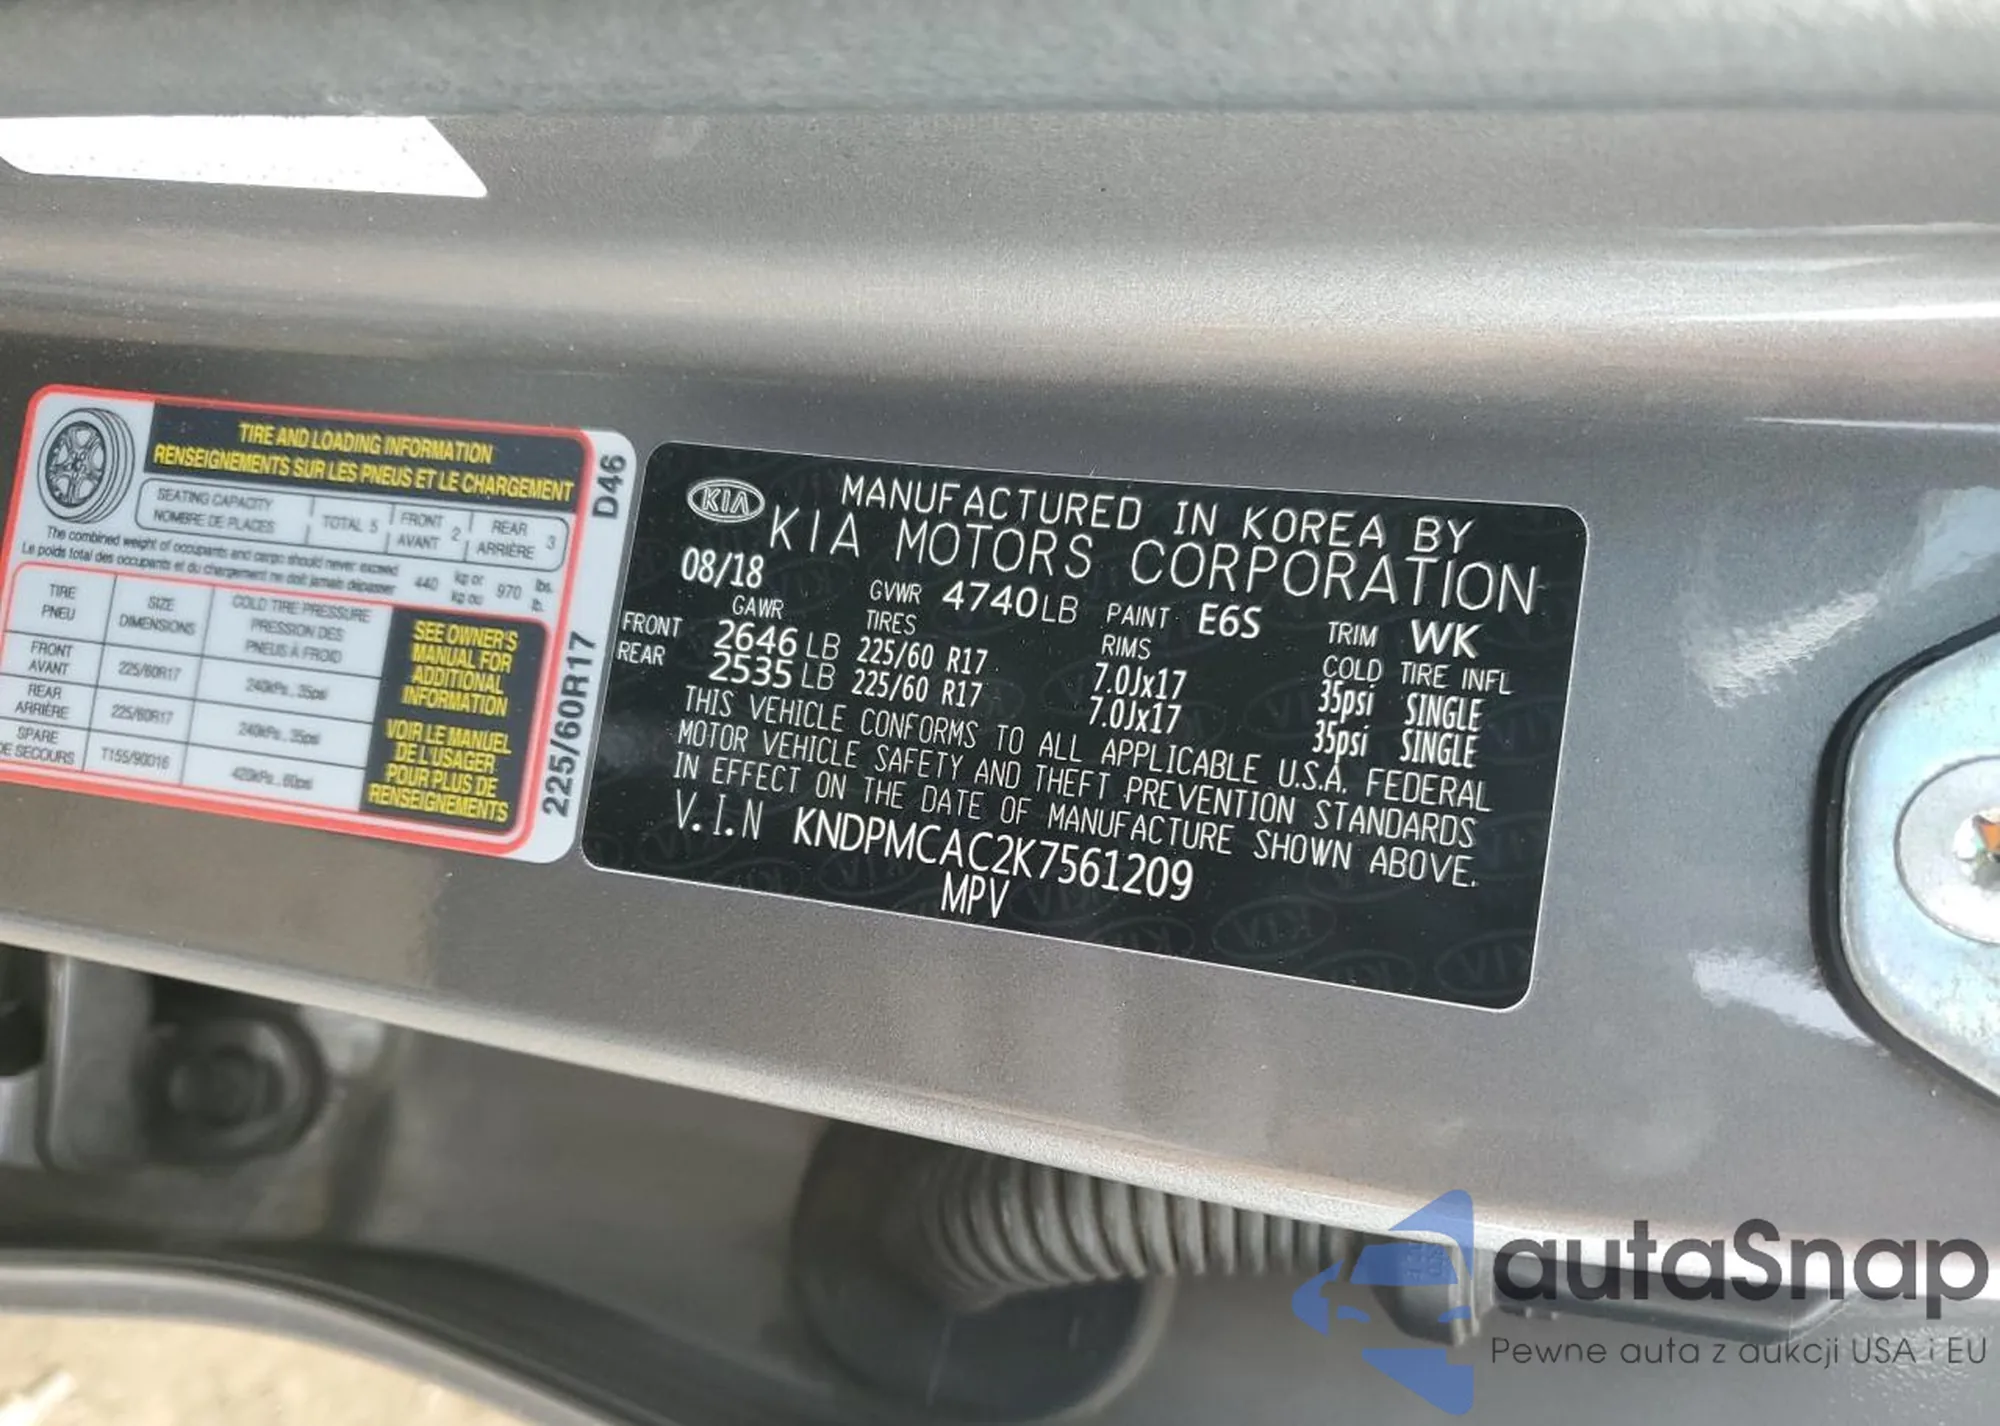 TIRE AND LOADING INFORMATION
RENSEIGNEMENTS SUR LES PNEUS ET LE CHARGEMENT
SEATING CAPACITY
NOMBRE DE PLACES
TOTAL 5
FRONT
AVANT
2
REAR
ARRIÈRE
3
The combined weight of occupants and cargo should never exceed
Le poids total des occupants et du chargement ne doit jamais dépasser
440
kg or
kg ou
970
lbs.
lb.
TIRE
PNEU
SIZE
DIMENSIONS
COLD TIRE PRESSURE
PRESSION DES
PNEUS À FROID
FRONT
AVANT
225/60R17
240kPa, 35psi
REAR
ARRIÈRE
225/60R17
240kPa, 35psi
SPARE
DE SECOURS
T155/90D16
420kPa, 60psi
SEE OWNER'S
MANUAL FOR
ADDITIONAL
INFORMATION
VOIR LE MANUEL
DE L'USAGER
POUR PLUS DE
RENSEIGNEMENTS
D46
225/60R17
KIA
MANUFACTURED IN KOREA BY
KIA MOTORS CORPORATION
08/18 GVWR 4740LB PAINT E6S TRIM WK
GAWR TIRES RIMS COLD TIRE INFL
FRONT 2646 LB 225/60 R17 7.0Jx17 35psi SINGLE
REAR 2535 LB 225/60 R17 7.0Jx17 35psi SINGLE
THIS VEHICLE CONFORMS TO ALL APPLICABLE U.S.A. FEDERAL
MOTOR VEHICLE SAFETY AND THEFT PREVENTION STANDARDS
IN EFFECT ON THE DATE OF MANUFACTURE SHOWN ABOVE.
V.I.N KNDPMCAC2K7561209
MPV
autaSnap
Pewne auta z aukcji USA i EU